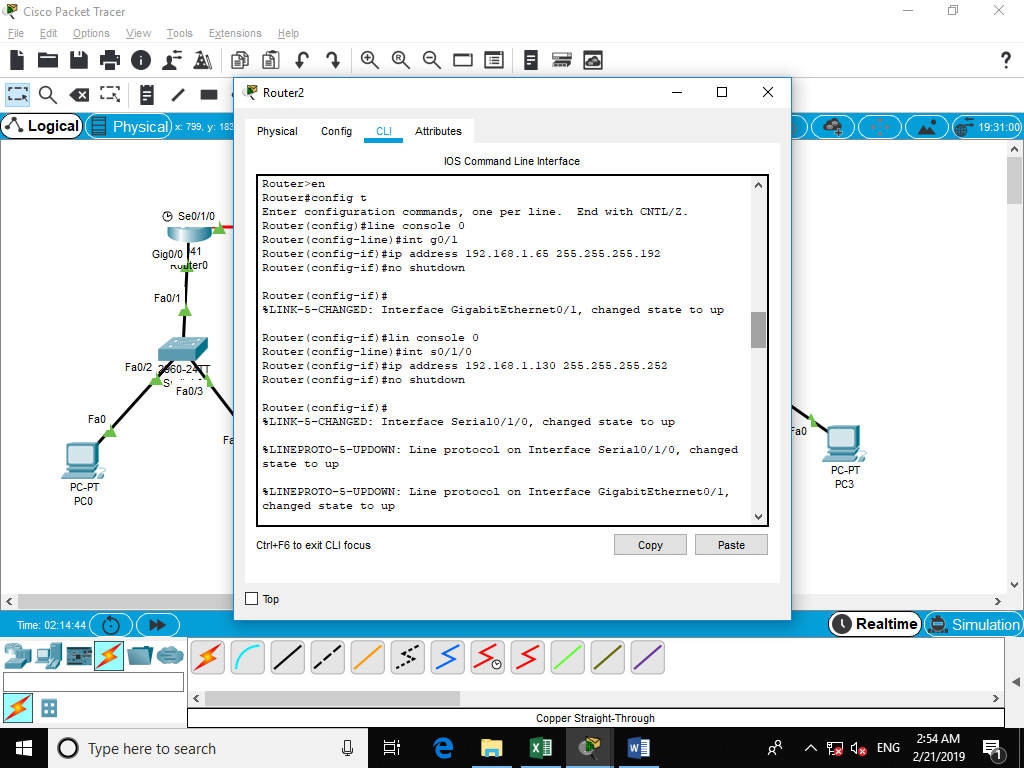 Cisco Packet Tracer
File Edit Options View Tools Extensions Help
Router2
Logical
Physical
x: 799, y: 183
19:31:00
Physical Config CLI Attributes
IOS Command Line Interface
Router>en
Router#config t
Enter configuration commands, one per line.  End with CNTL/Z.
Router(config)#line console 0
Router(config-line)#int g0/1
Router(config-if)#ip address 192.168.1.65 255.255.255.192
Router(config-if)#no shutdown
Router(config-if)#
%LINK-5-CHANGED: Interface GigabitEthernet0/1, changed state to up
Router(config-if)#lin console 0
Router(config-line)#int s0/1/0
Router(config-if)#ip address 192.168.1.130 255.255.255.252
Router(config-if)#no shutdown
Router(config-if)#
%LINK-5-CHANGED: Interface Serial0/1/0, changed state to up
%LINEPROTO-5-UPDOWN: Line protocol on Interface Serial0/1/0, changed
state to up
%LINEPROTO-5-UPDOWN: Line protocol on Interface GigabitEthernet0/1,
changed state to up
Ctrl+F6 to exit CLI focus
Copy
Paste
Top
Se0/1/0
Gig0/0
41
Router0
Fa0/1
Fa0/2
2960-24TT
Fa0/3
Fa0
PC-PT
PC0
Fa
Fa0
PC-PT
PC3
Time: 02:14:44
Realtime
Simulation
Copper Straight-Through
Type here to search
ENG
2:54 AM
2/21/2019
1